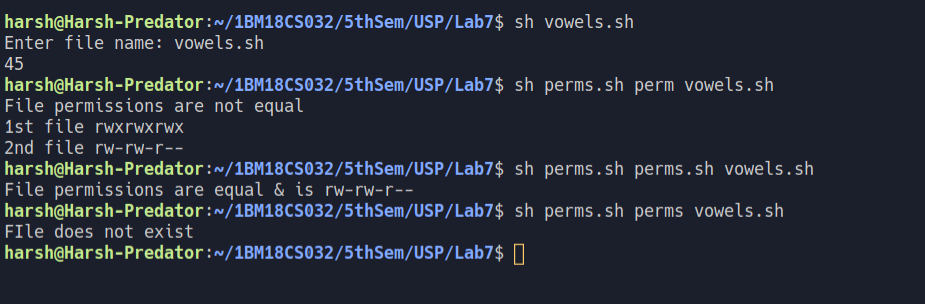 harsh@Harsh-Predator:~/1BM18CS032/5thSem/USP/Lab7$ sh vowels.sh
Enter file name: vowels.sh
45
harsh@Harsh-Predator:~/1BM18CS032/5thSem/USP/Lab7$ sh perms.sh perm vowels.sh
File permissions are not equal
1st file rwxrwxrwx
2nd file rw-rw-r--
harsh@Harsh-Predator:~/1BM18CS032/5thSem/USP/Lab7$ sh perms.sh perms.sh vowels.sh
File permissions are equal & is rw-rw-r--
harsh@Harsh-Predator:~/1BM18CS032/5thSem/USP/Lab7$ sh perms.sh perms vowels.sh
FIle does not exist
harsh@Harsh-Predator:~/1BM18CS032/5thSem/USP/Lab7$